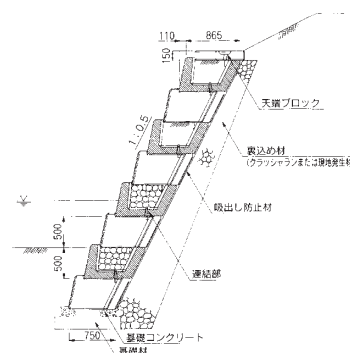 110 865
150
天端ブロック
1:0.5
裏込め材
(クラッシャランまたは現地発生材
吸出し防止材
500
500
連結部
基礎コンクリート
750
基礎材